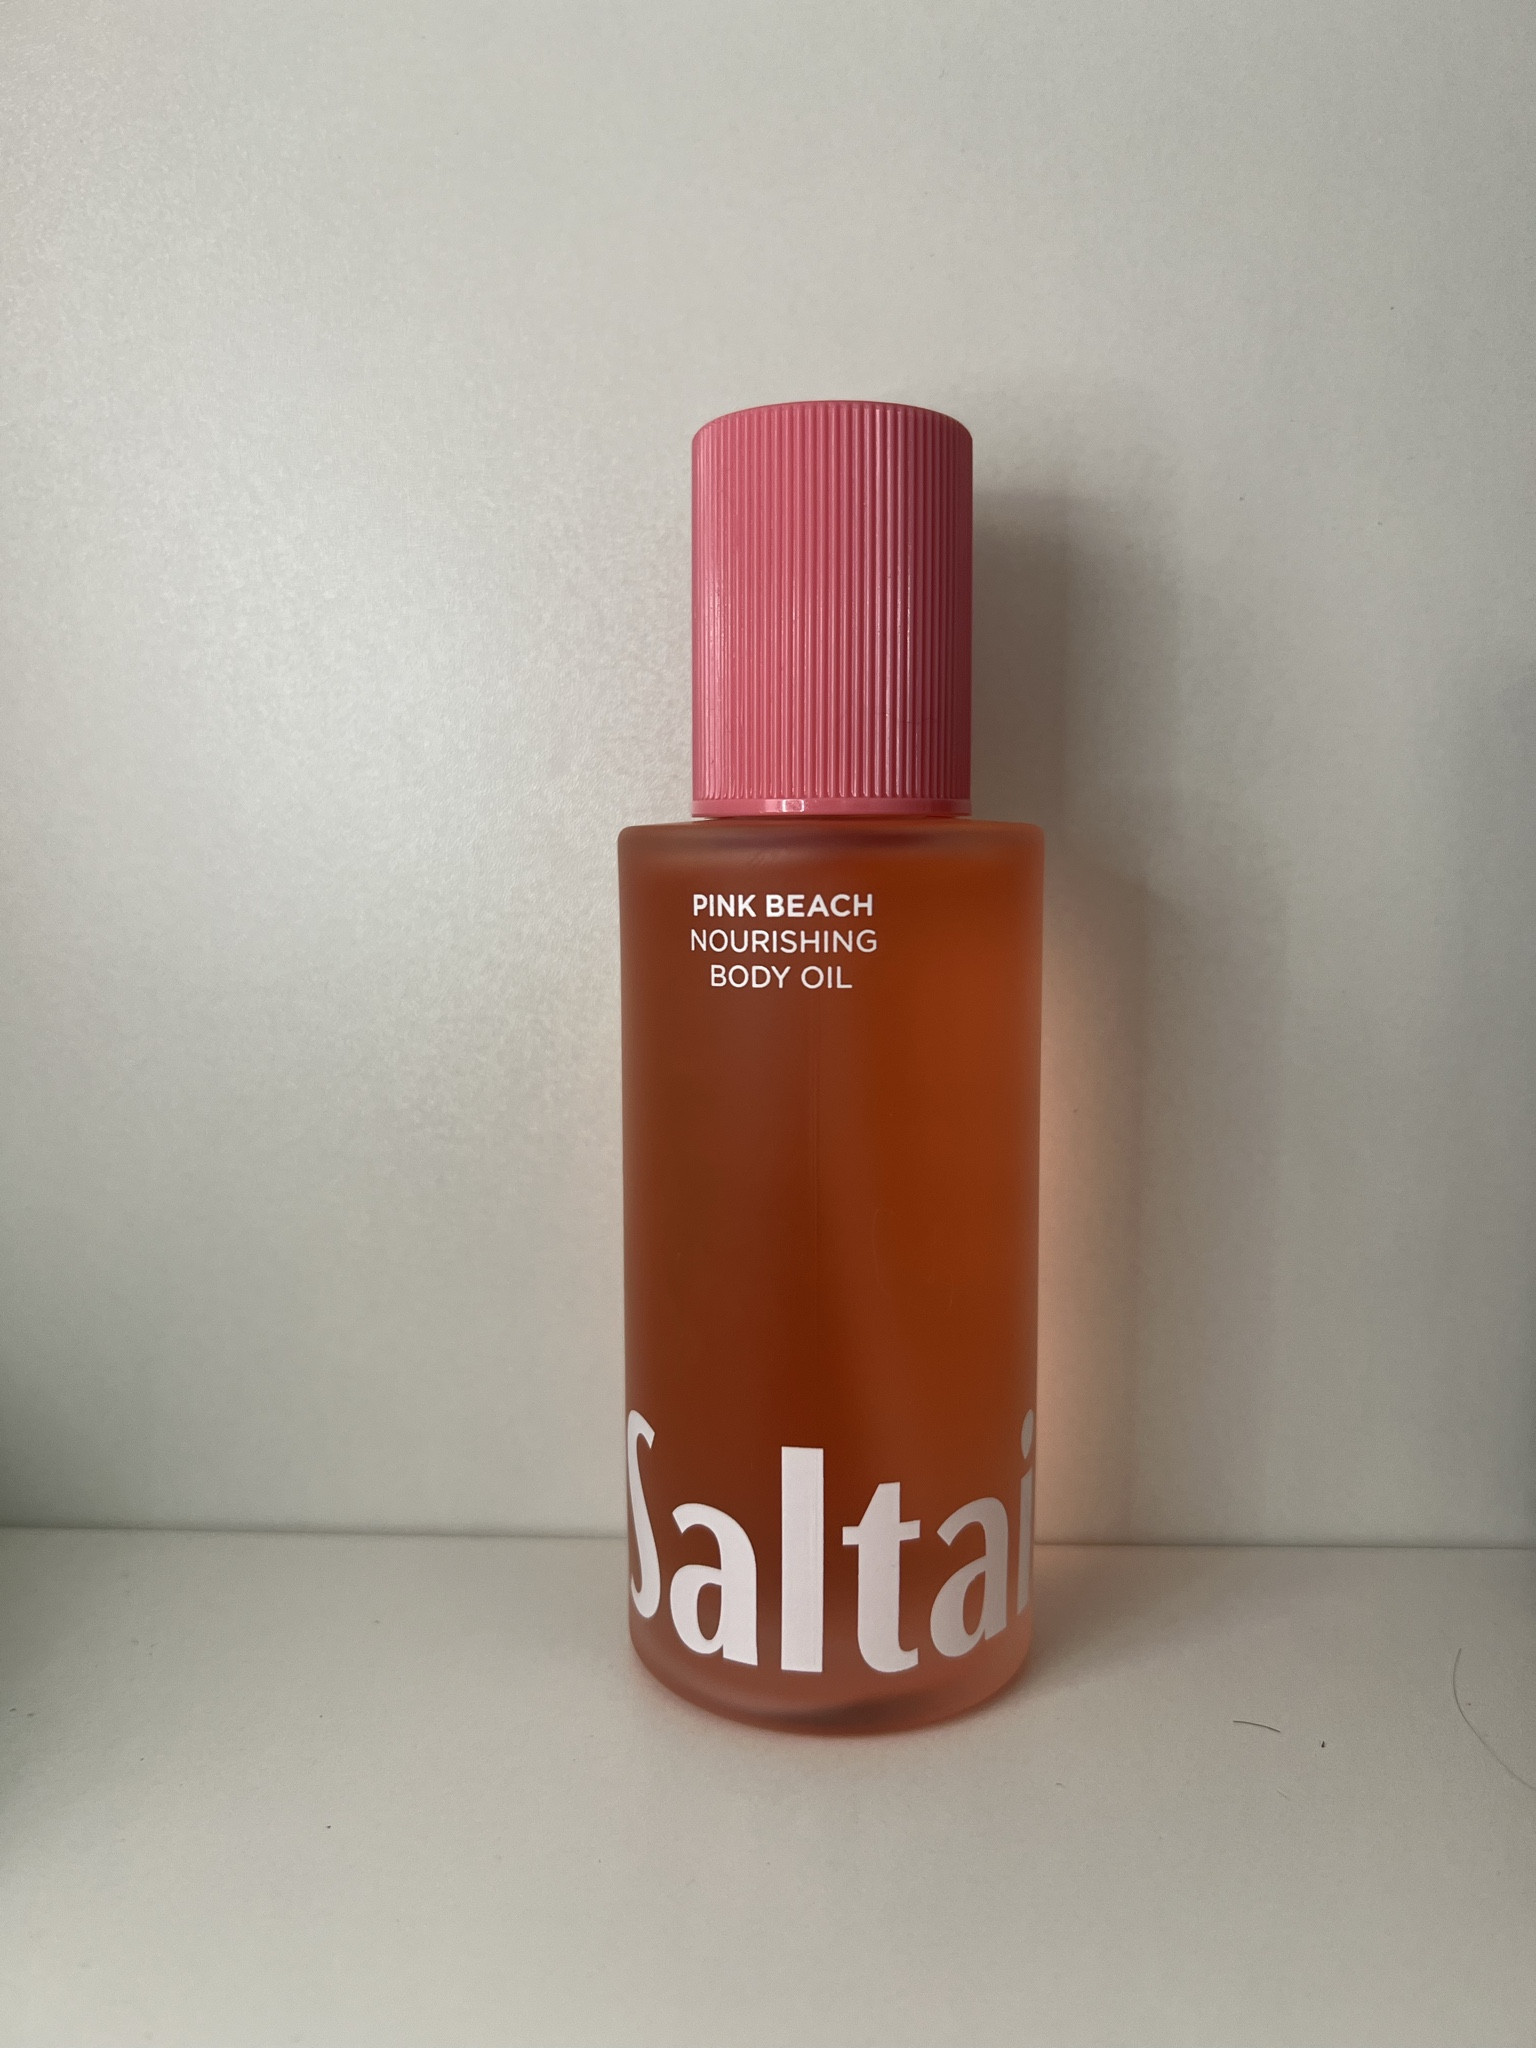 PINK BEACH
NOURISHING
BODY OIL
Saltai